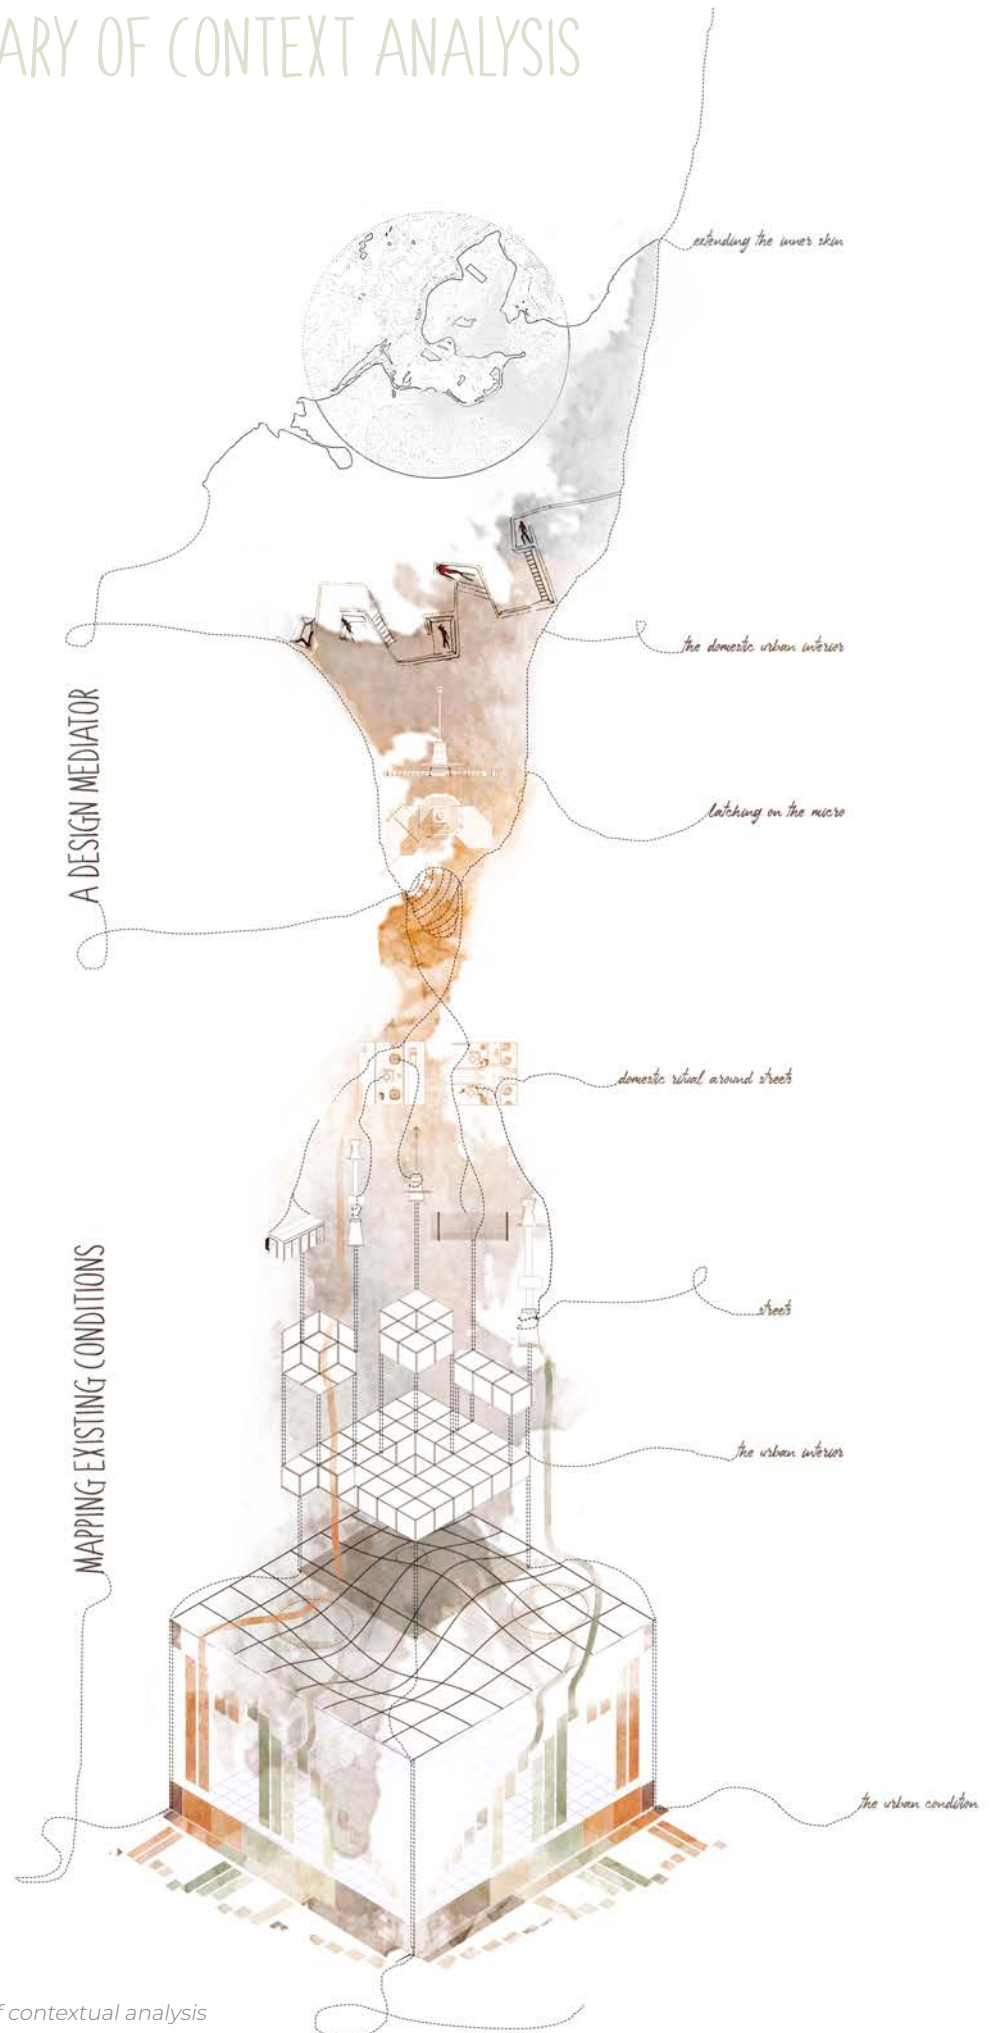 ARY OF CONTEXT ANALYSIS
extending the inner skin
the domestic urban interior
A DESIGN MEDIATOR
latching on the micro
domestic ritual around streets
MAPPING EXISTING CONDITIONS
streets
the urban interior
the urban condition
f contextual analysis